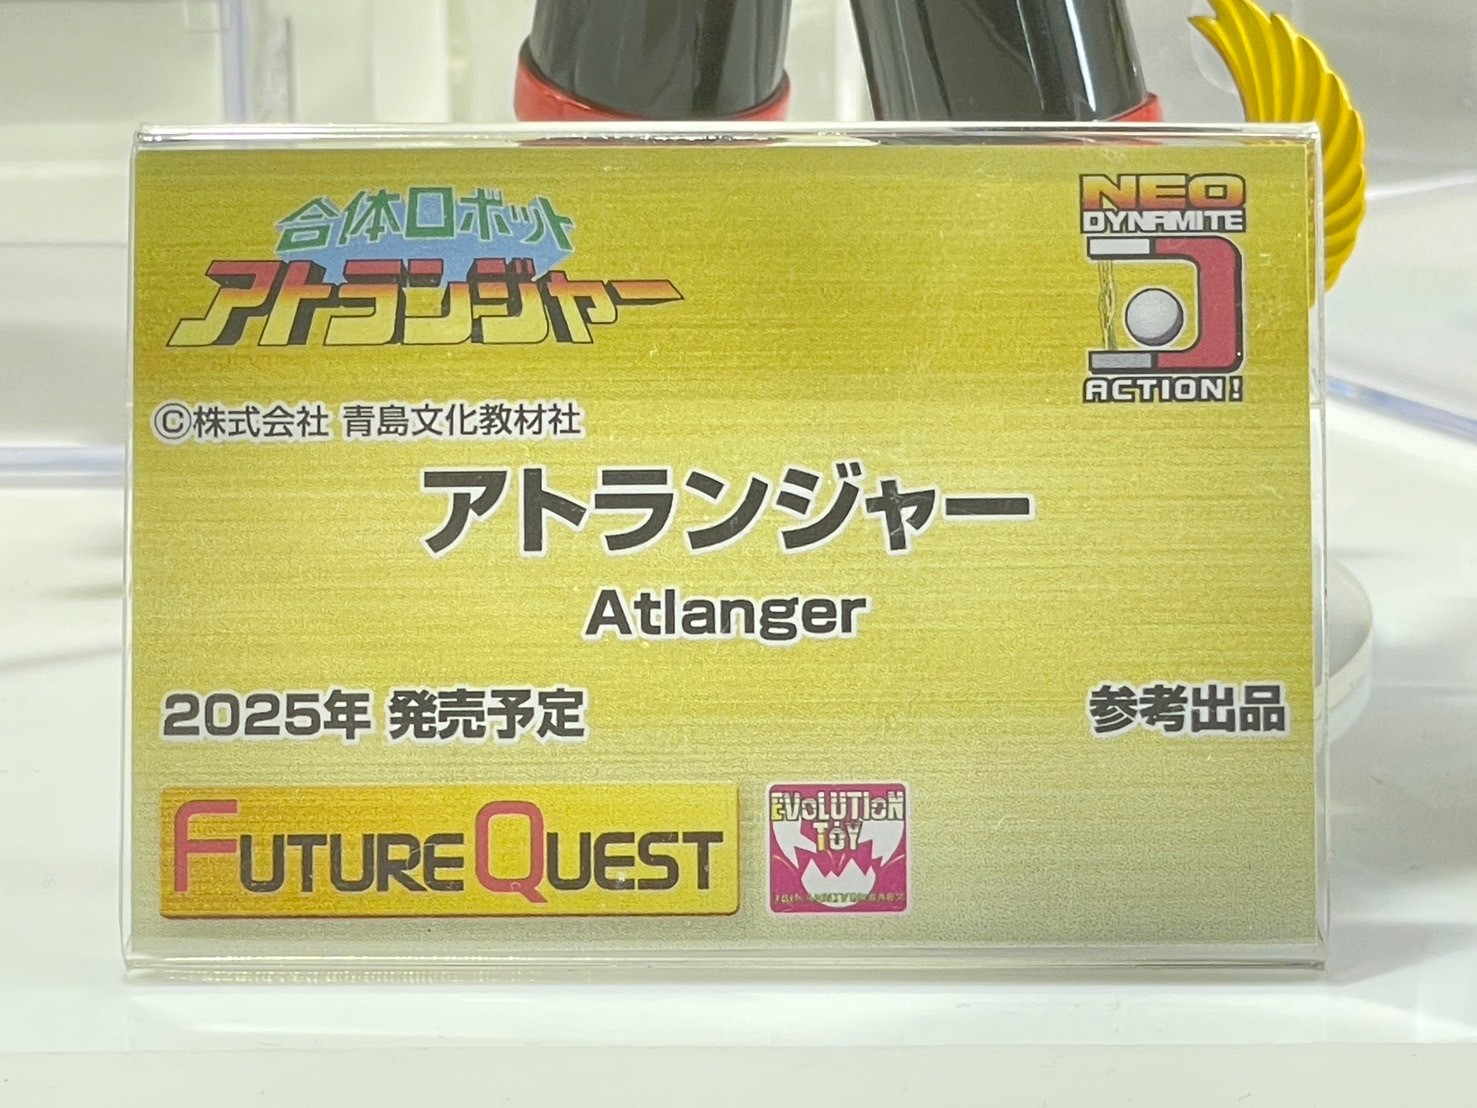 合体ロボット
アトランジャー
NEO
DYNAMITE
D
ACTION!
©株式会社 青島文化教材社
アトランジャー
Atlanger
2025年 発売予定
参考出品
FUTURE QUEST
EVOLUTION
TOY